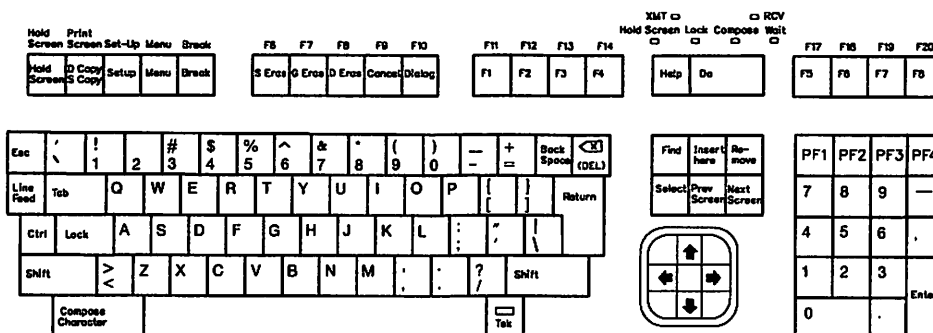 XMT RCV
Hold Screen Lock Compose Wait
Hold Screen Print Screen Set-Up Menu Break F6 F7 F8 F9 F10 F11 F12 F13 F14 F17 F18 F19 F20
Hold Screen D Copy S Copy Setup Menu Break S Eras G Eras D Eras Cancel Dialog F1 F2 F3 F4 Help Do F5 F6 F7 F8
Esc ' \ ! 1 2 # 3 $ 4 % 5 ^ 6 & 7 * 8 ( 9 ) 0 — - + = Back Space (DEL) Find Insert here Re-move PF1 PF2 PF3 PF4
Line Feed Tab Q W E R T Y U I O P { [ } ] Return Select Prev Screen Next Screen 7 8 9 —
Ctrl Lock A S D F G H J K L : ; " ' | \ 4 5 6 ,
Shift > < Z X C V B N M , . ? / Shift 1 2 3 Enter
Compose Character Tek 0 .